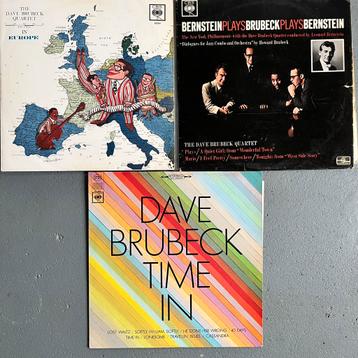 THE
DAVE BRUBECK
QUARTET
IN
EUROPE
CBS
BERNSTEIN PLAYS BRUBECK PLAYS BERNSTEIN
The New York Philharmonic with the Dave Brubeck Quartet conducted by Leonard Bernstein
"Dialogues for Jazz Combo and Orchestra" by Howard Brubeck
CBS
THE DAVE BRUBECK QUARTET
Plays/A Quiet Girl, from "Wonderful Town"
Maria/I Feel Pretty/Somewhere/Tonight, from "West Side Story"
CBS
DAVE
BRUBECK
TIME
IN
LOST WALTZ • SOFTLY, WILLIAM, SOFTLY • HE DONE HER WRONG • 40 DAYS
TIME IN • LONESOME • TRAVELIN' BLUES • CASSANDRA